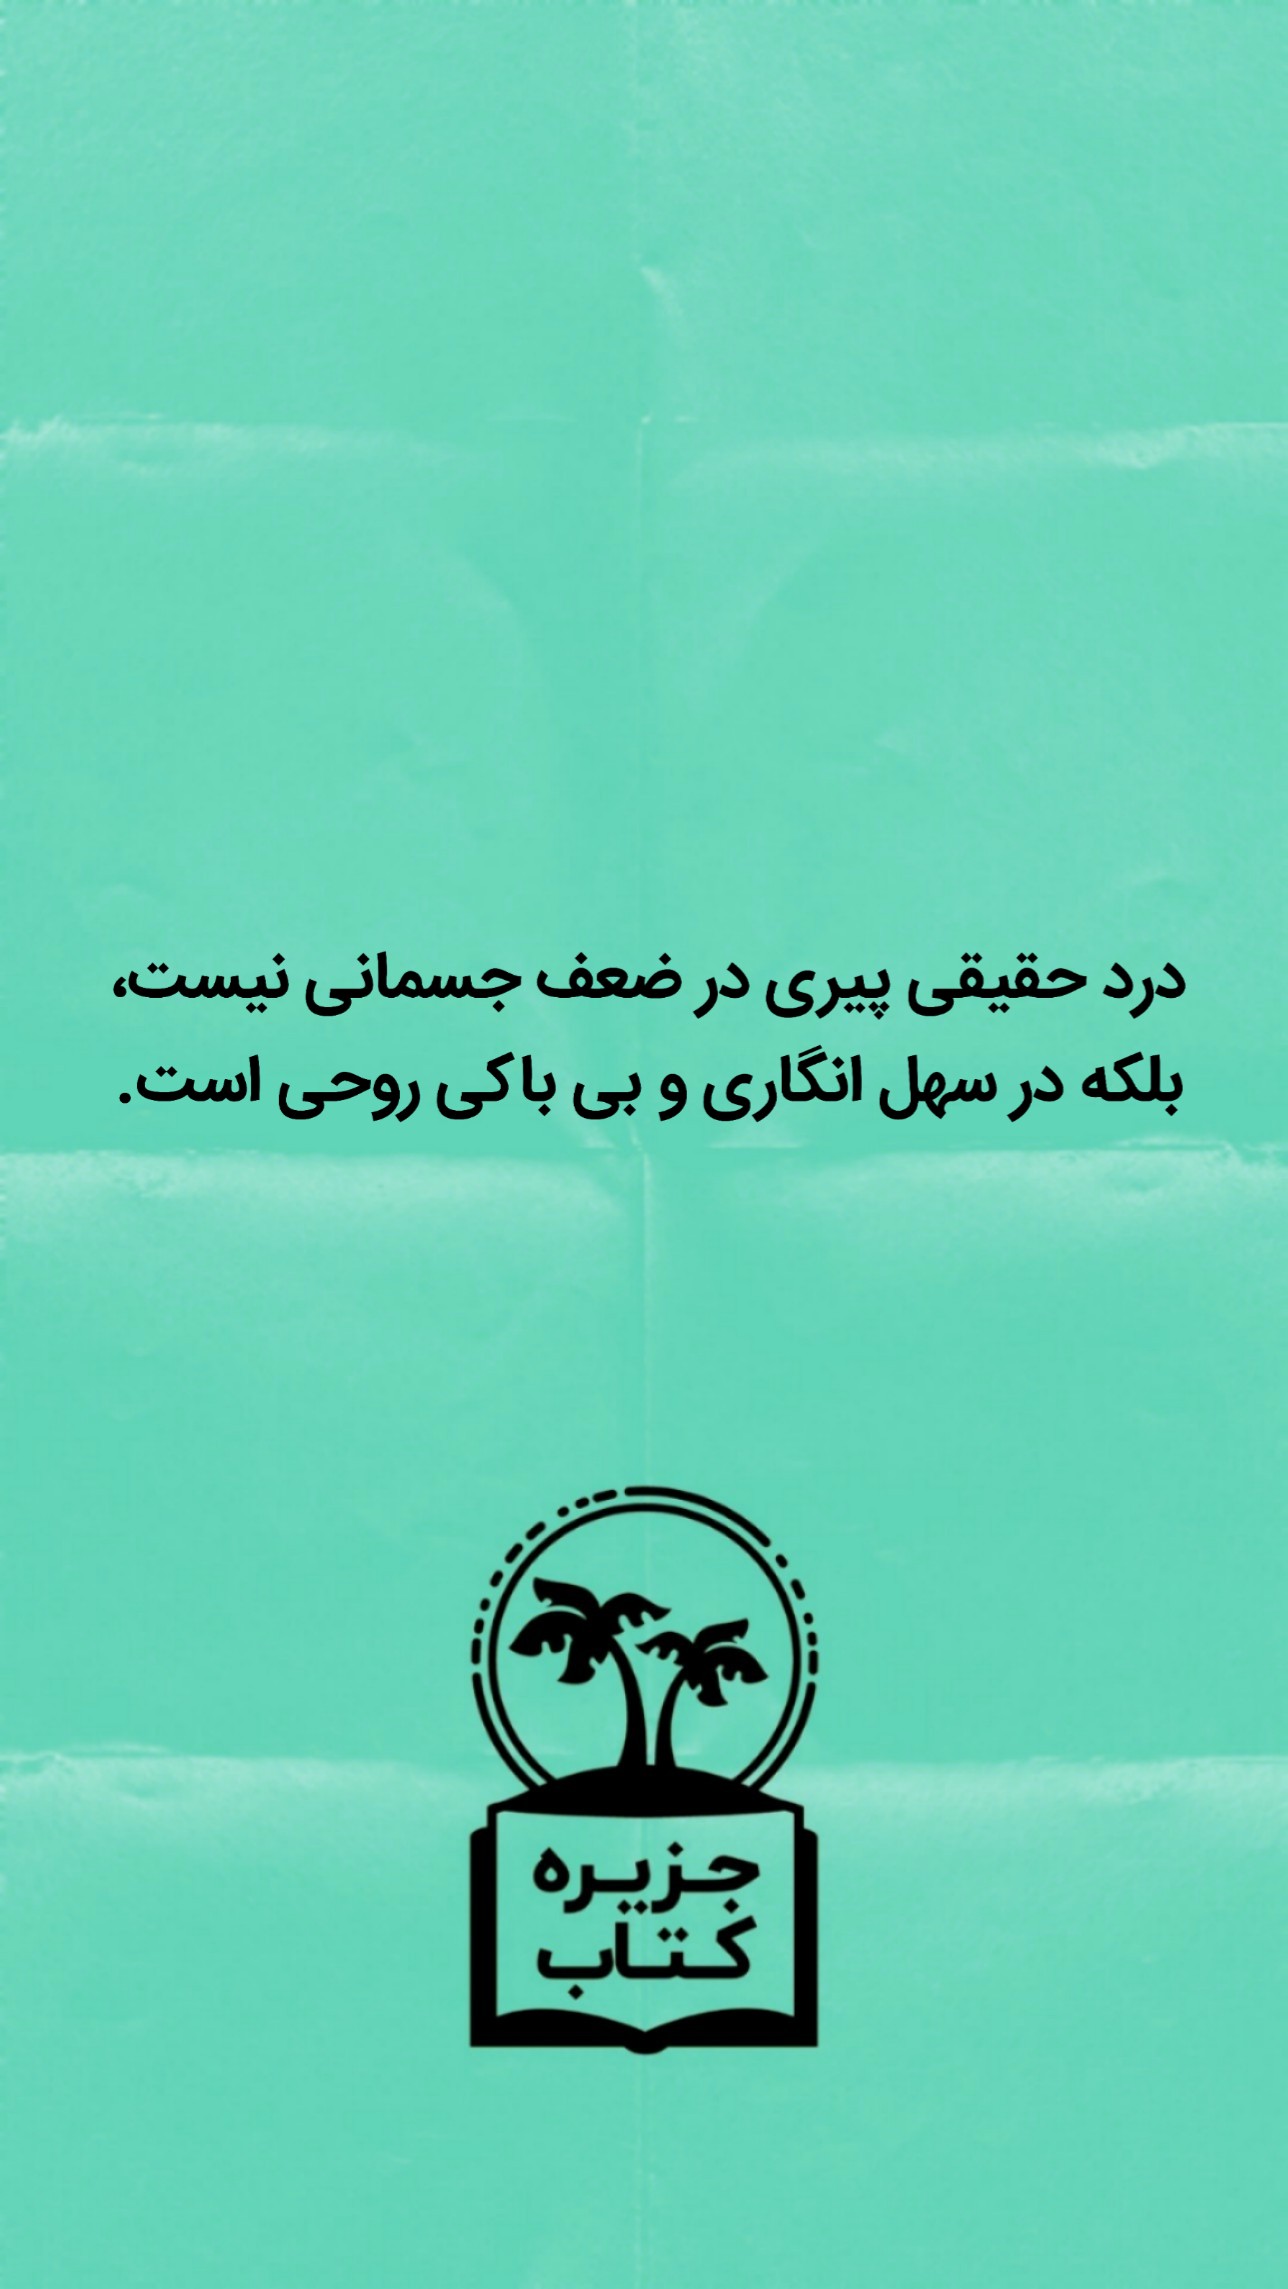 درد حقیقی پیری در ضعف جسمانی نیست،
بلکه در سهل انگاری و بی باکی روحی است.
جزیره
کتاب